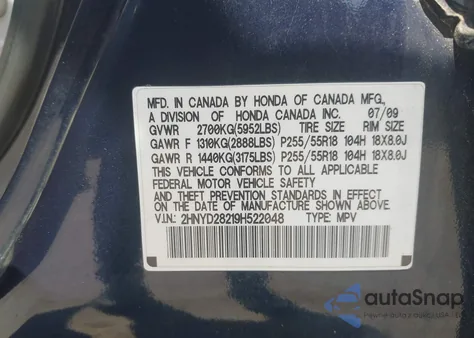 MFD. IN CANADA BY HONDA OF CANADA MFG.,
A DIVISION OF HONDA CANADA INC. 07/09
GVWR 2700KG(5952LBS) TIRE SIZE RIM SIZE
GAWR F 1310KG(2888LBS) P255/55R18 104H 18X8.0J
GAWR R 1440KG(3175LBS) P255/55R18 104H 18X8.0J
THIS VEHICLE CONFORMS TO ALL APPLICABLE
FEDERAL MOTOR VEHICLE SAFETY
AND THEFT PREVENTION STANDARDS IN EFFECT
ON THE DATE OF MANUFACTURE SHOWN ABOVE.
V.I.N: 2HNYD28219H522048 TYPE: MPV
autaSnap